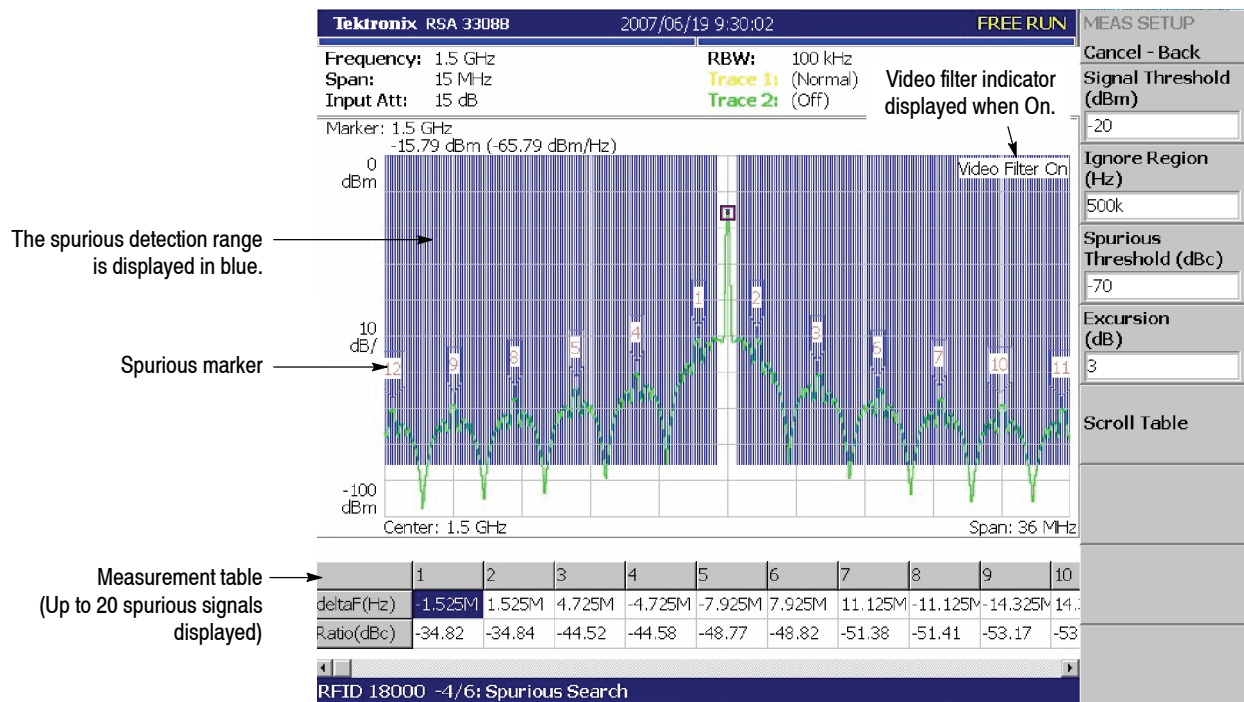 Tektronix RSA 3308B 2007/06/19 9:30:02 FREE RUN
Frequency: 1.5 GHz RBW: 100 kHz
Span: 15 MHz Trace 1: (Normal)
Input Att: 15 dB Trace 2: (Off)
Video filter indicator
displayed when On.
Marker: 1.5 GHz
-15.79 dBm (-65.79 dBm/Hz)
0
dBm
Video Filter On
The spurious detection range
is displayed in blue.
1 2
10
dB/
5 4 3 6
Spurious marker
12 9 8 7 10 11
-100
dBm
Center: 1.5 GHz Span: 36 MHz
Measurement table
(Up to 20 spurious signals
displayed)
1 2 3 4 5 6 7 8 9 10
deltaF(Hz) -1.525M 1.525M 4.725M -4.725M -7.925M 7.925M 11.125M -11.125M -14.325M 14.
Ratio(dBc) -34.82 -34.84 -44.52 -44.58 -48.77 -48.82 -51.38 -51.41 -53.17 -53
RFID 18000 -4/6: Spurious Search
MEAS SETUP
Cancel - Back
Signal Threshold
(dBm)
-20
Ignore Region
(Hz)
500k
Spurious
Threshold (dBc)
-70
Excursion
(dB)
3
Scroll Table